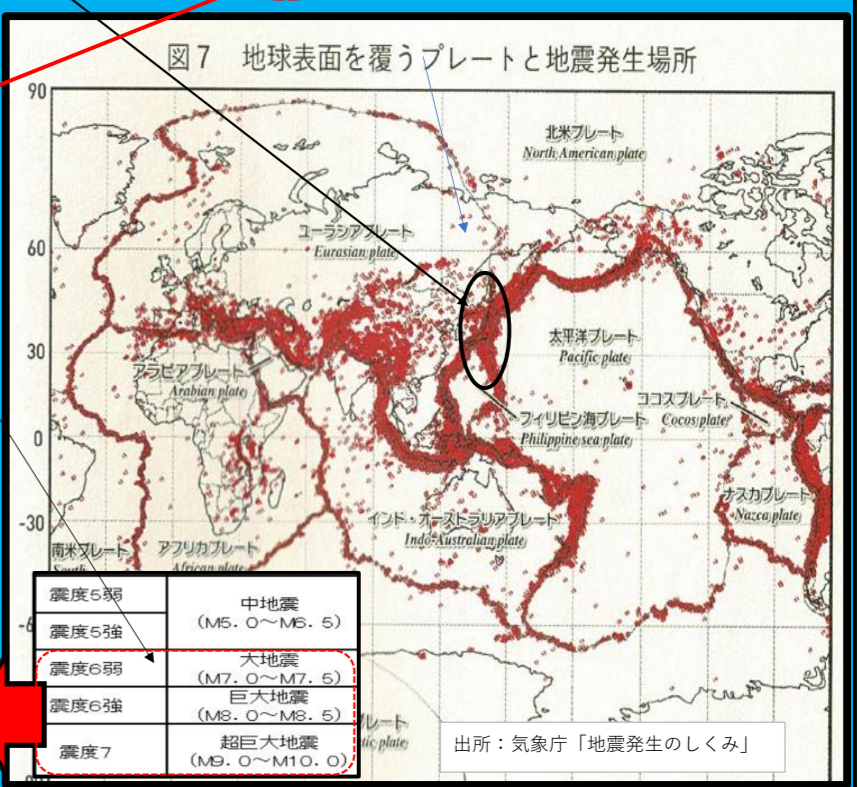 図7 地球表面を覆うプレートと地震発生場所
90
60
30
0
-30
北米プレート
North American plate
ユーラシアプレート
Eurasian plate
アラビアプレート
Arabian plate
太平洋プレート
Pacific plate
フィリピン海プレート
Philippine sea plate
ココスプレート
Cocos plate
ナスカプレート
Nazca plate
インド・オーストラリアプレート
Indo-Australian plate
南米プレート
South
アフリカプレート
African plate
震度5弱
震度5強
中地震
(M5.0~M6.5)
震度6弱
大地震
(M7.0~M7.5)
震度6強
巨大地震
(M8.0~M8.5)
震度7
超巨大地震
(M9.0~M10.0)
プレート
tic plate
出所:気象庁「地震発生のしくみ」